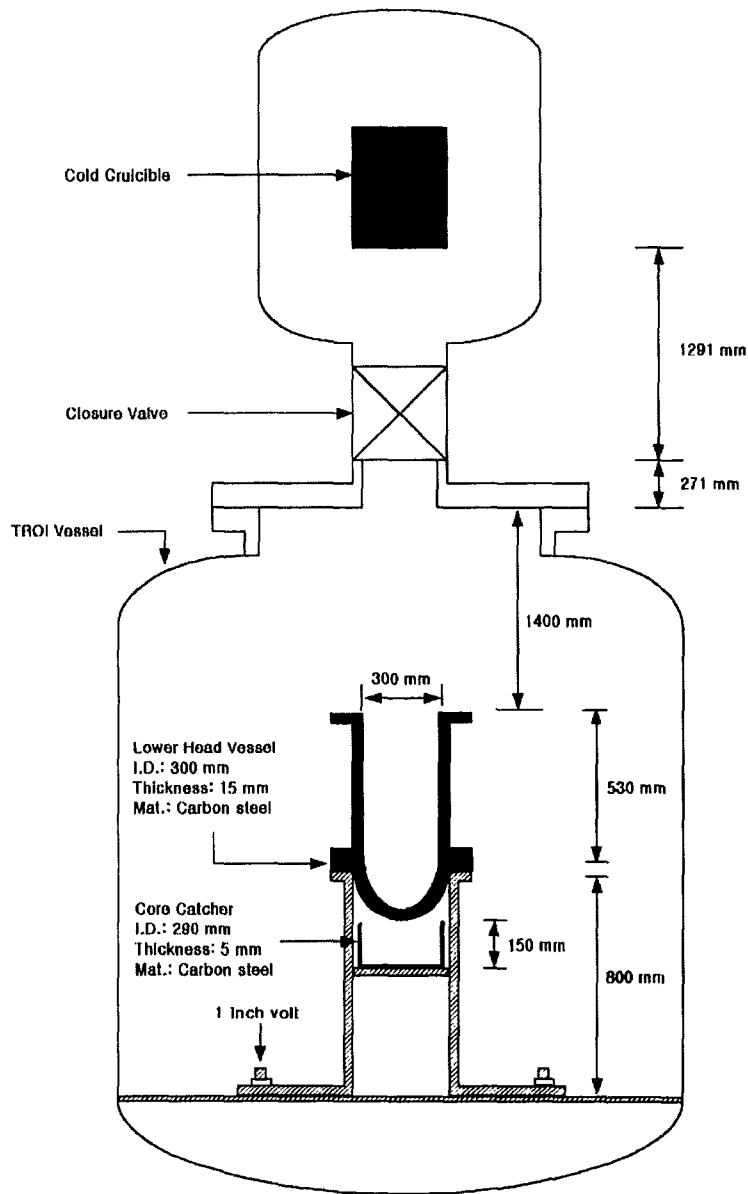 Cold Cruicible
1291 mm
Closure Valve
271 mm
TROI Vessel
1400 mm
300 mm
Lower Head Vessel
I.D.: 300 mm
Thickness: 15 mm
Mat.: Carbon steel
530 mm
Core Catcher
I.D.: 290 mm
Thickness: 5 mm
Mat.: Carbon steel
150 mm
800 mm
1 inch volt